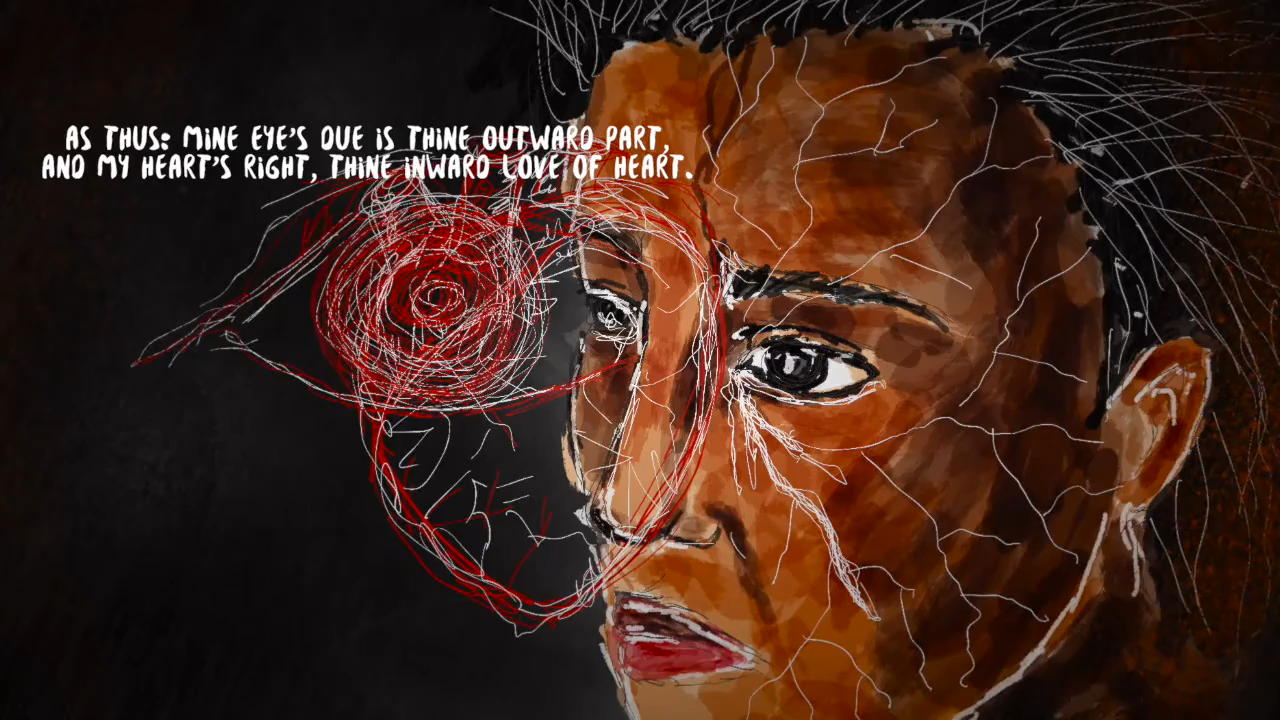 AS THUS: MINE EYE'S DUE IS THINE OUTWARD PART,
AND MY HEART'S RIGHT, THINE INWARD LOVE OF HEART.